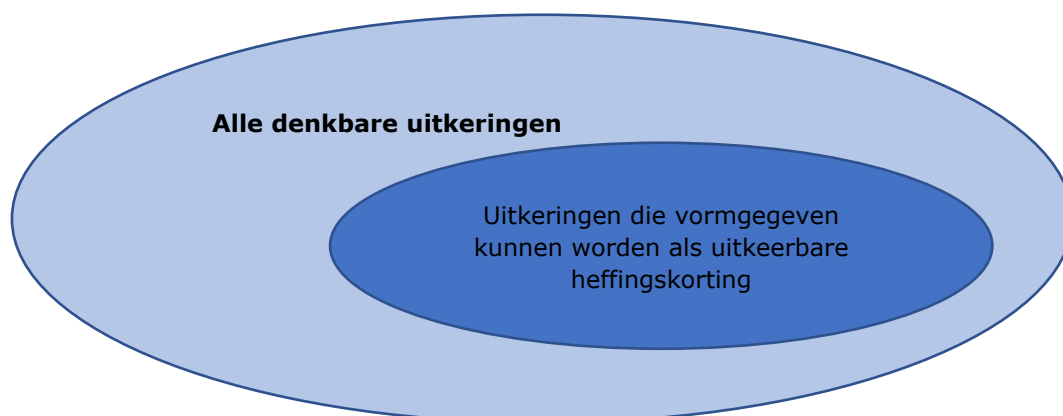 Alle denkbare uitkeringen
Uitkeringen die vormgegeven
kunnen worden als uitkeerbare
heffingskorting